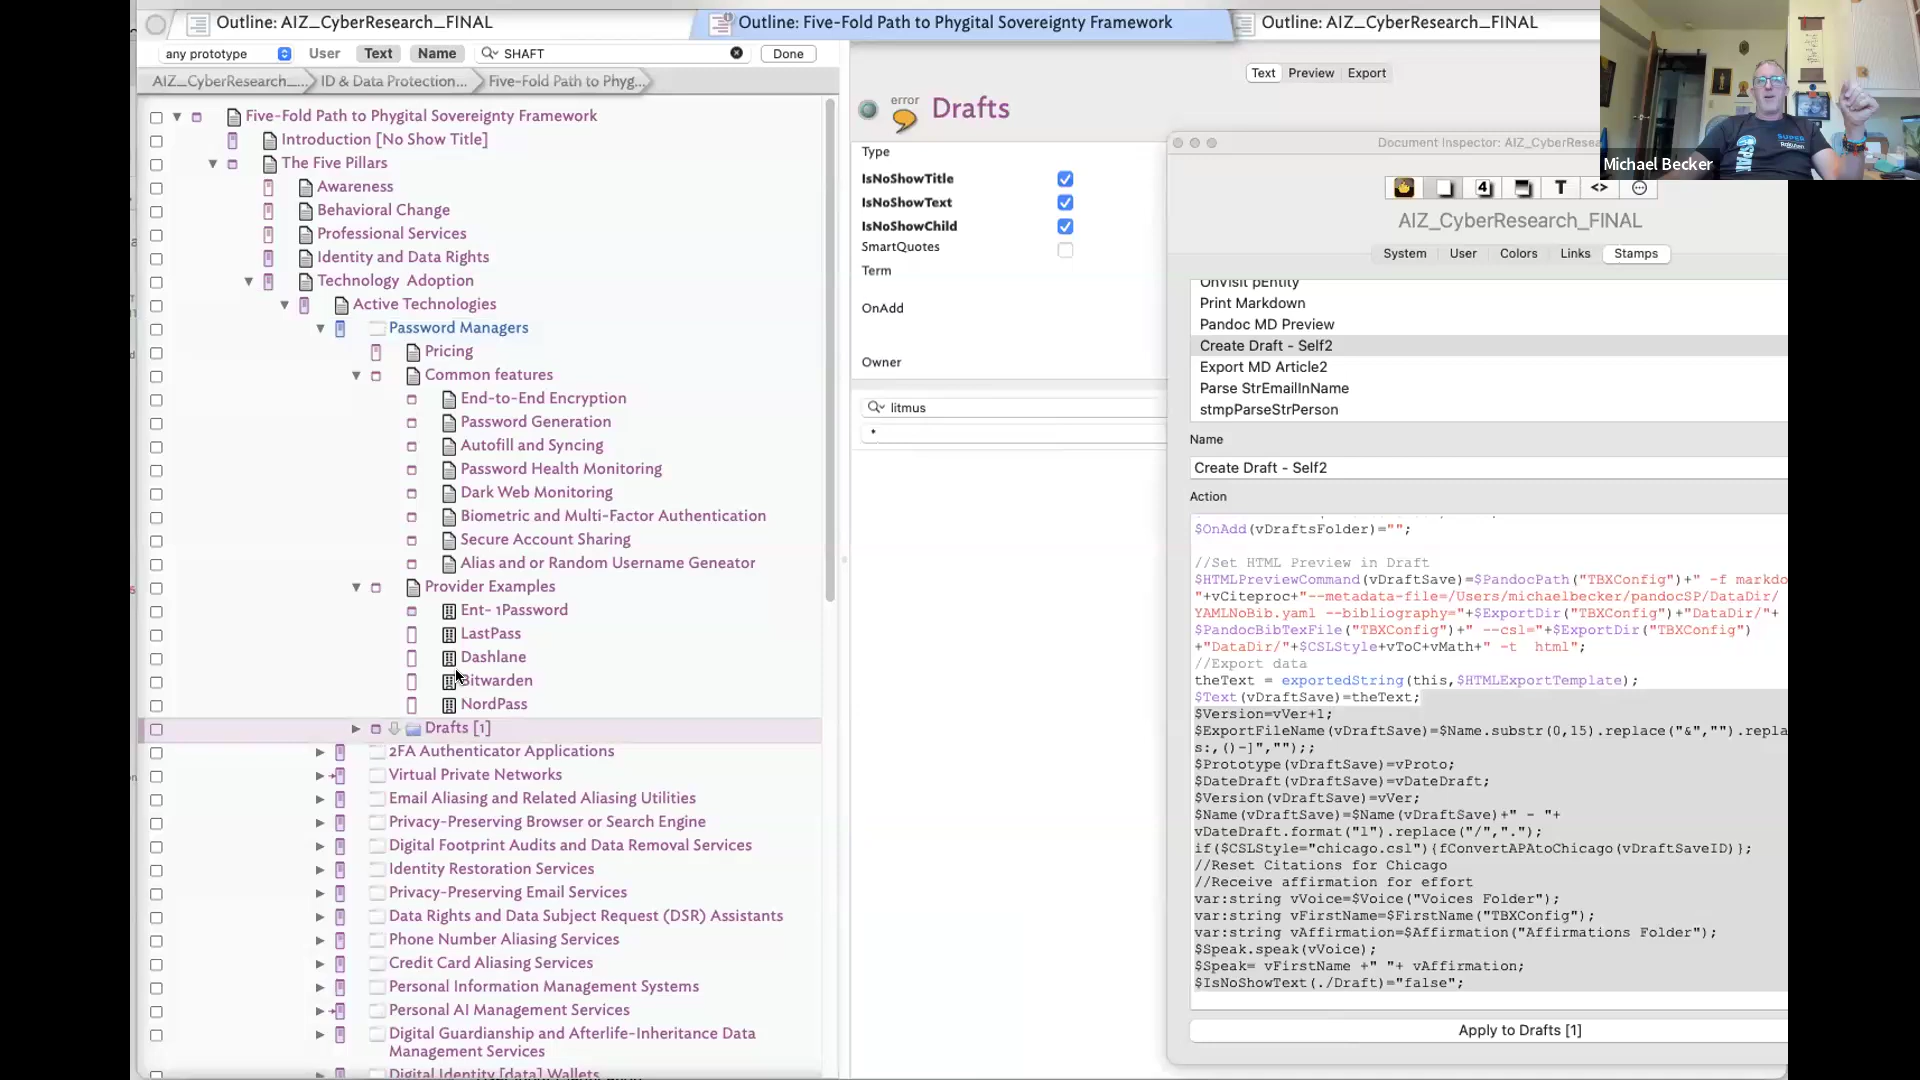 Outline: AIZ_CyberResearch_FINAL
Outline: Five-Fold Path to Phygital Sovereignty Framework
Outline: AIZ_CyberResearch_FINAL
any prototype User Text Name SHAFT Done
AIZ_CyberResearch_... ID & Data Protection... Five-Fold Path to Phyg...
Five-Fold Path to Phygital Sovereignty Framework
Introduction [No Show Title]
The Five Pillars
Awareness
Behavioral Change
Professional Services
Identity and Data Rights
Technology Adoption
Active Technologies
Password Managers
Pricing
Common features
End-to-End Encryption
Password Generation
Autofill and Syncing
Password Health Monitoring
Dark Web Monitoring
Biometric and Multi-Factor Authentication
Secure Account Sharing
Alias and or Random Username Geneator
Provider Examples
Ent- 1Password
LastPass
Dashlane
Bitwarden
NordPass
Drafts [1]
2FA Authenticator Applications
Virtual Private Networks
Email Aliasing and Related Aliasing Utilities
Privacy-Preserving Browser or Search Engine
Digital Footprint Audits and Data Removal Services
Identity Restoration Services
Privacy-Preserving Email Services
Data Rights and Data Subject Request (DSR) Assistants
Phone Number Aliasing Services
Credit Card Aliasing Services
Personal Information Management Systems
Personal AI Management Services
Digital Guardianship and Afterlife-Inheritance Data
Management Services
Digital Identity [data] Wallets
Text Preview Export
error
Drafts
Type
IsNoShowTitle
IsNoShowText
IsNoShowChild
SmartQuotes
Term
OnAdd
Owner
litmus
Document Inspector: AIZ_CyberResea
AIZ_CyberResearch_FINAL
System User Colors Links Stamps
OnVisit pEntity
Print Markdown
Pandoc MD Preview
Create Draft - Self2
Export MD Article2
Parse StrEmailInName
stmpParseStrPerson
Name
Create Draft - Self2
Action
$OnAdd(vDraftsFolder)="";
//Set HTML Preview in Draft
$HTMLPreviewCommand(vDraftSave)=$PandocPath("TBXConfig")+" -f markdo
"+vCiteproc+"--metadata-file=/Users/michaelbecker/pandocSP/DataDir/
YAMLNoBib.yaml --bibliography="+$ExportDir("TBXConfig")+"DataDir/"+
$PandocBibTexFile("TBXConfig")+" --csl="+$ExportDir("TBXConfig")
+"DataDir/"+$CSLStyle+vToC+vMath+" -t  html";
//Export data
theText = exportedString(this,$HTMLExportTemplate);
$Text(vDraftSave)=theText;
$Version=vVer+1;
$ExportFileName(vDraftSave)=$Name.substr(0,15).replace("&","").repla
s:,()-]","");;
$Prototype(vDraftSave)=vProto;
$DateDraft(vDraftSave)=vDateDraft;
$Version(vDraftSave)=vVer;
$Name(vDraftSave)=$Name(vDraftSave)+" - "+
vDateDraft.format("l").replace("/",".");
if($CSLStyle="chicago.csl"){fConvertAPAtoChicago(vDraftSaveID)};
//Reset Citations for Chicago
//Receive affirmation for effort
var:string vVoice=$Voice("Voices Folder");
var:string vFirstName=$FirstName("TBXConfig");
var:string vAffirmation=$Affirmation("Affirmations Folder");
$Speak.speak(vVoice);
$Speak= vFirstName +" "+ vAffirmation;
$IsNoShowText(./Draft)="false";
Apply to Drafts [1]
SUPER
Michael Becker